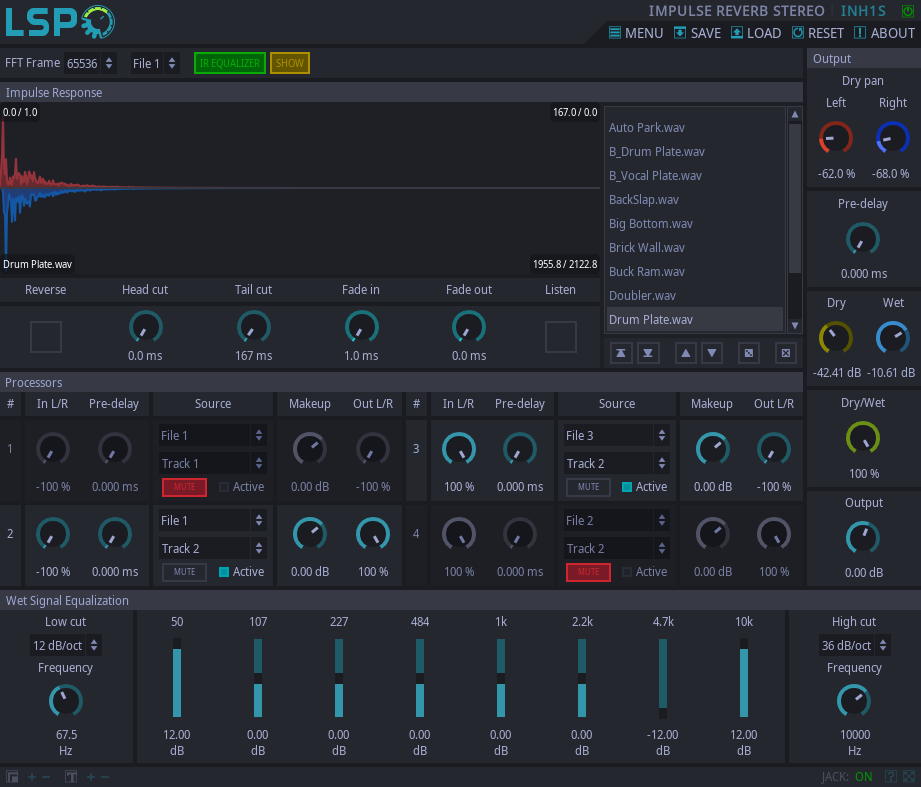 LSP
IMPULSE REVERB STEREO INH1S
MENU SAVE LOAD RESET ABOUT
FFT Frame 65536 File 1 IR EQUALIZER SHOW
Impulse Response
0.0 / 1.0 167.0 / 0.0
Drum Plate.wav 1955.8 / 2122.8
Auto Park.wav
B_Drum Plate.wav
B_Vocal Plate.wav
BackSlap.wav
Big Bottom.wav
Brick Wall.wav
Buck Ram.wav
Doubler.wav
Drum Plate.wav
Reverse Head cut Tail cut Fade in Fade out Listen
0.0 ms 167 ms 1.0 ms 0.0 ms
Output
Dry pan
Left Right
-62.0 % -68.0 %
Pre-delay
0.000 ms
Dry Wet
-42.41 dB -10.61 dB
Dry/Wet
100 %
Output
0.00 dB
Processors
# In L/R Pre-delay Source Makeup Out L/R # In L/R Pre-delay Source Makeup Out L/R
1 File 1 3 File 3
Track 1 Track 2
-100 % 0.000 ms MUTE Active 0.00 dB -100 % 100 % 0.000 ms MUTE Active 0.00 dB -100 %
2 File 1 4 File 2
Track 2 Track 2
-100 % 0.000 ms MUTE Active 0.00 dB 100 % 100 % 0.000 ms MUTE Active 0.00 dB 100 %
Wet Signal Equalization
Low cut 50 107 227 484 1k 2.2k 4.7k 10k High cut
12 dB/oct 36 dB/oct
Frequency Frequency
67.5 12.00 0.00 0.00 0.00 0.00 0.00 -12.00 12.00 10000
Hz dB dB dB dB dB dB dB dB Hz
JACK: ON